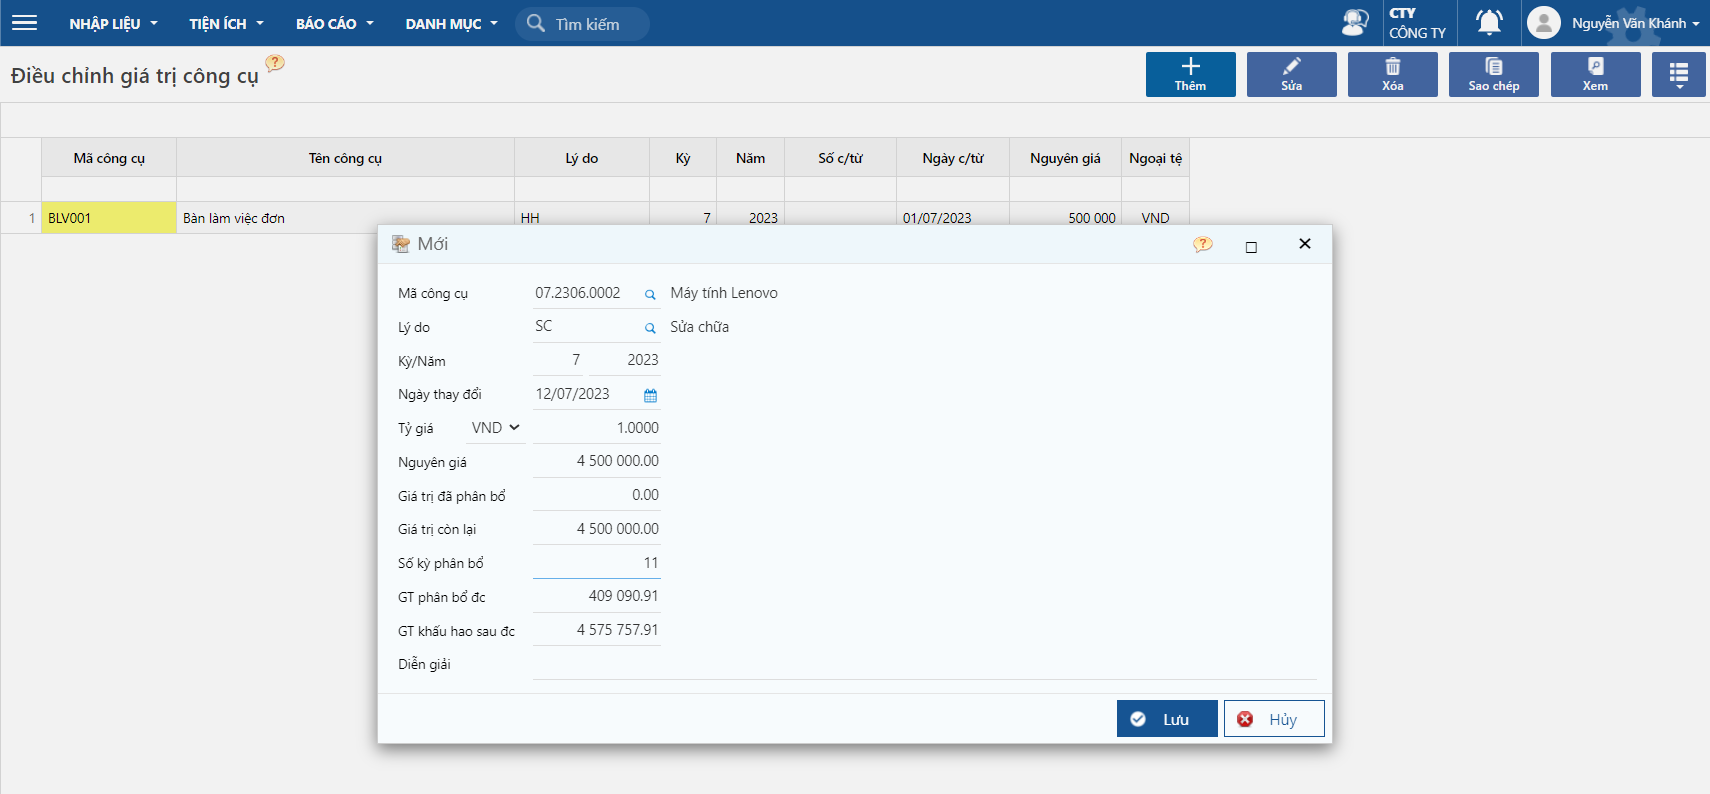 NHẬP LIỆU TIỆN ÍCH BÁO CÁO DANH MỤC Tìm kiếm CTY CÔNG TY Nguyễn Văn Khánh
Điều chỉnh giá trị công cụ ?
Thêm Sửa Xóa Sao chép Xem
Mã công cụ Tên công cụ Lý do Kỳ Năm Số c/từ Ngày c/từ Nguyên giá Ngoại tệ
1 BLV001 Bàn làm việc đơn HH 7 2023 01/07/2023 500 000 VND
Mới ?
Mã công cụ 07.2306.0002 Máy tính Lenovo
Lý do SC Sửa chữa
Kỳ/Năm 7 2023
Ngày thay đổi 12/07/2023
Tỷ giá VND 1.0000
Nguyên giá 4 500 000.00
Giá trị đã phân bổ 0.00
Giá trị còn lại 4 500 000.00
Số kỳ phân bổ 11
GT phân bổ đc 409 090.91
GT khấu hao sau đc 4 575 757.91
Diễn giải
Lưu Hủy